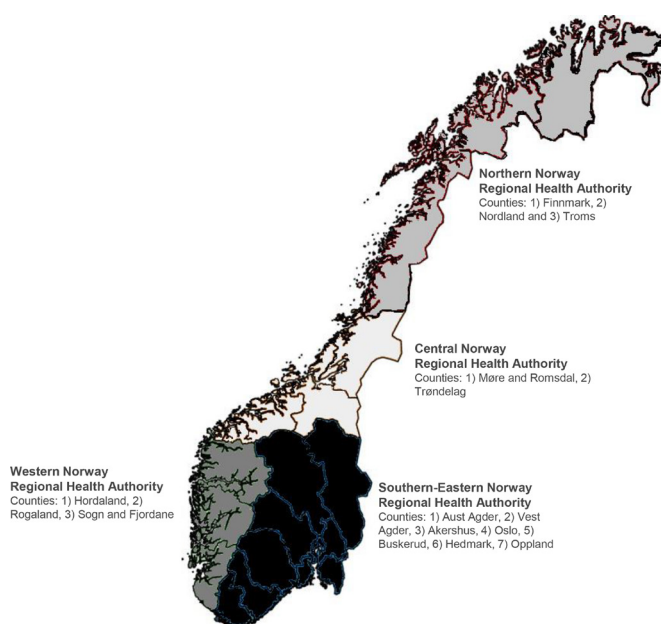 Northern Norway
Regional Health Authority
Counties: 1) Finnmark, 2)
Nordland and 3) Troms
Central Norway
Regional Health Authority
Counties: 1) Møre and Romsdal, 2)
Trøndelag
Western Norway
Regional Health Authority
Counties: 1) Hordaland, 2)
Rogaland, 3) Sogn and Fjordane
Southern-Eastern Norway
Regional Health Authority
Counties: 1) Aust Agder, 2) Vest
Agder, 3) Akershus, 4) Oslo, 5)
Buskerud, 6) Hedmark, 7) Oppland